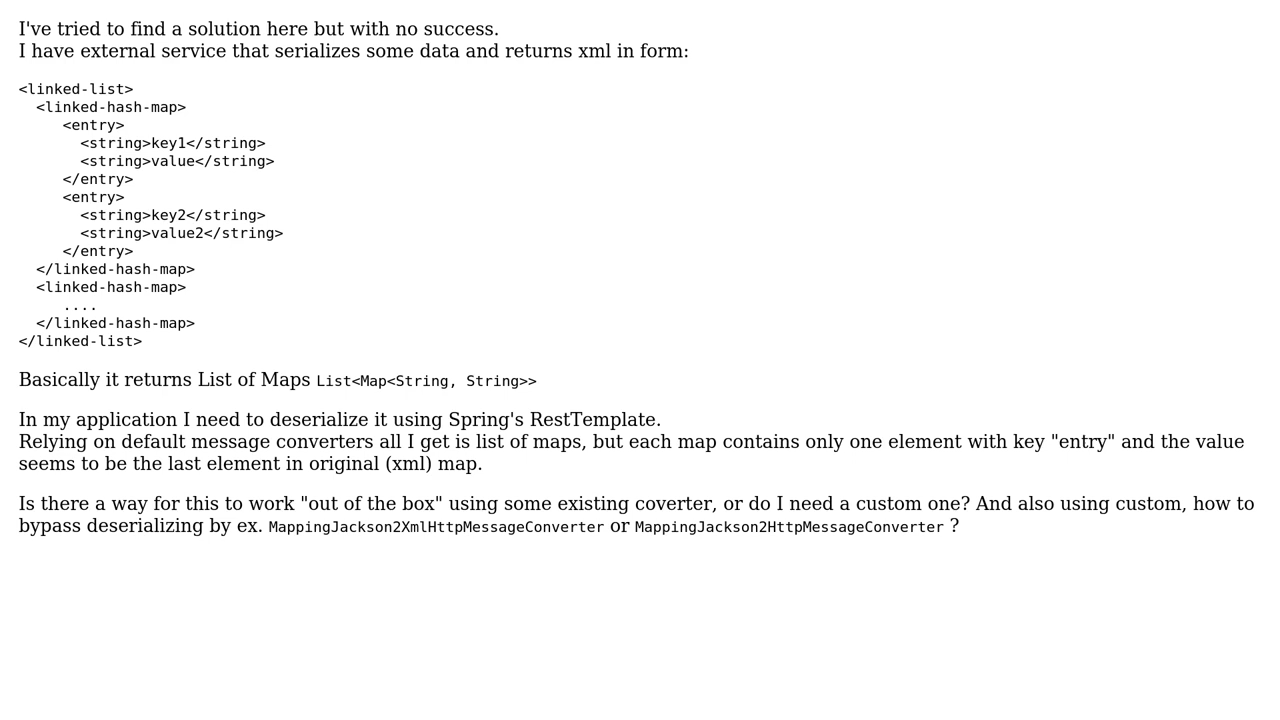 I've tried to find a solution here but with no success.
I have external service that serializes some data and returns xml in form:
<linked-list>
  <linked-hash-map>
     <entry>
       <string>key1</string>
       <string>value</string>
     </entry>
     <entry>
       <string>key2</string>
       <string>value2</string>
     </entry>
  </linked-hash-map>
  <linked-hash-map>
     ....
  </linked-hash-map>
</linked-list>
Basically it returns List of Maps List<Map<String, String>>
In my application I need to deserialize it using Spring's RestTemplate.
Relying on default message converters all I get is list of maps, but each map contains only one element with key "entry" and the value
seems to be the last element in original (xml) map.
Is there a way for this to work "out of the box" using some existing coverter, or do I need a custom one? And also using custom, how to
bypass deserializing by ex. MappingJackson2XmlHttpMessageConverter or MappingJackson2HttpMessageConverter ?